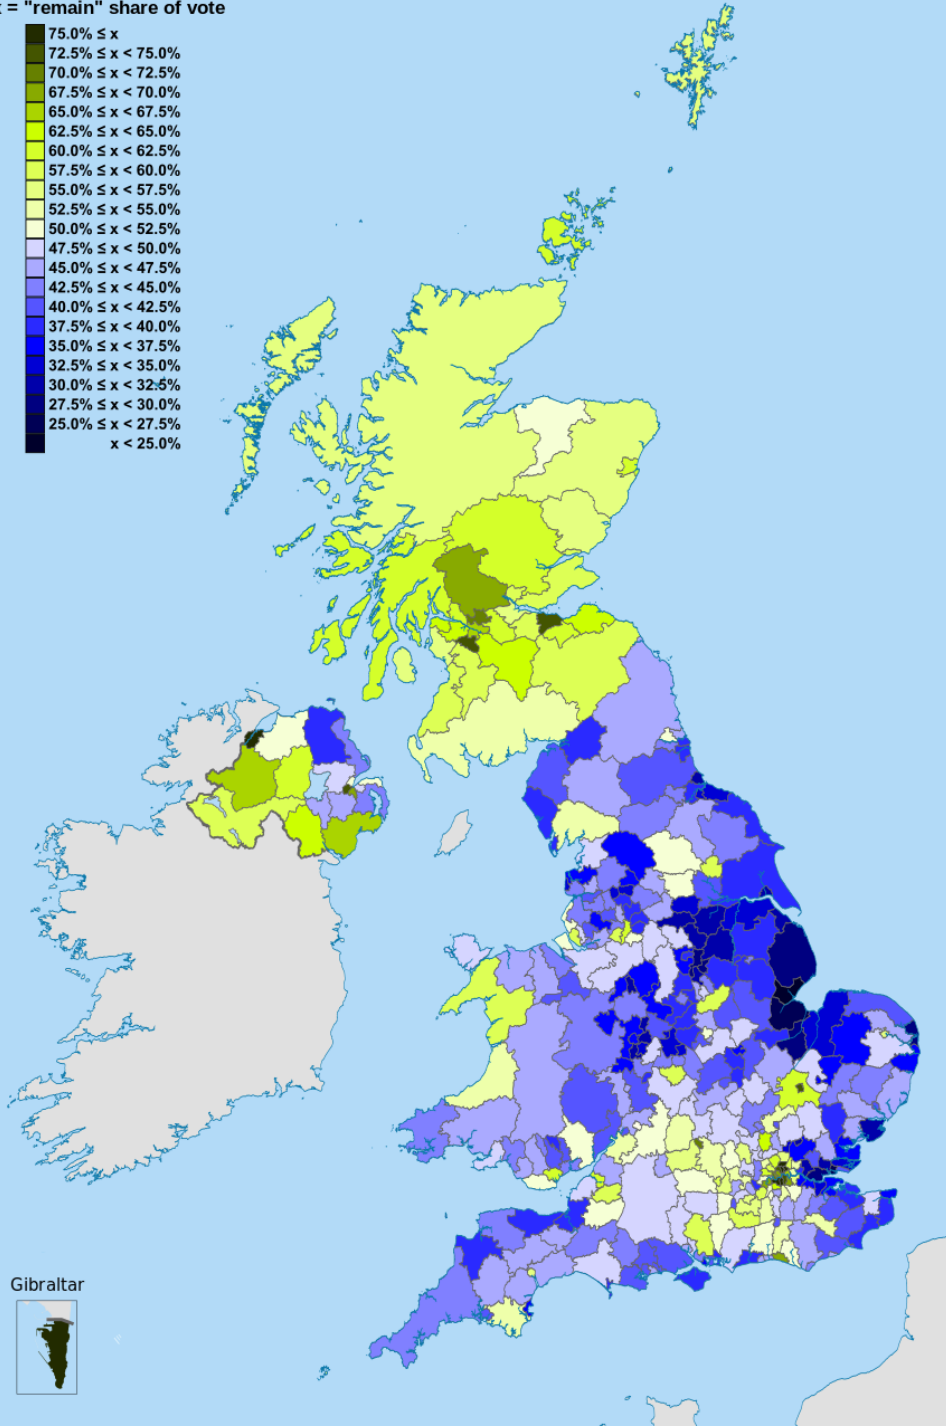 = "remain" share of vote
75.0% ≤ x
72.5% ≤ x < 75.0%
70.0% ≤ x < 72.5%
67.5% ≤ x < 70.0%
65.0% ≤ x < 67.5%
62.5% ≤ x < 65.0%
60.0% ≤ x < 62.5%
57.5% ≤ x < 60.0%
55.0% ≤ x < 57.5%
52.5% ≤ x < 55.0%
50.0% ≤ x < 52.5%
47.5% ≤ x < 50.0%
45.0% ≤ x < 47.5%
42.5% ≤ x < 45.0%
40.0% ≤ x < 42.5%
37.5% ≤ x < 40.0%
35.0% ≤ x < 37.5%
32.5% ≤ x < 35.0%
30.0% ≤ x < 32.5%
27.5% ≤ x < 30.0%
25.0% ≤ x < 27.5%
x < 25.0%
Gibraltar